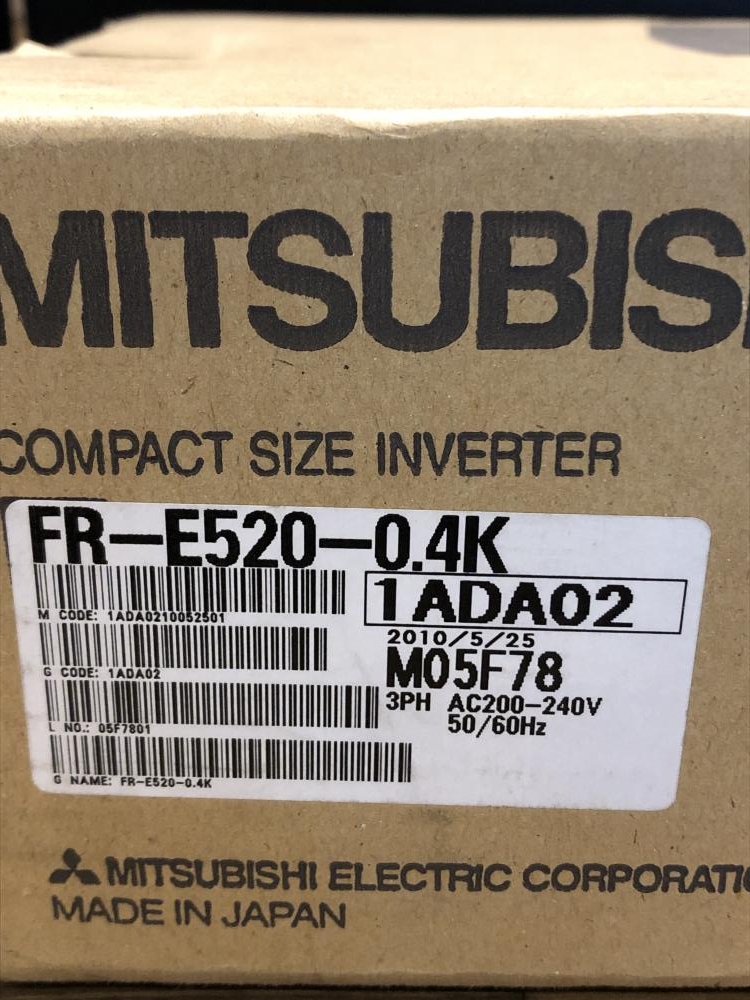 MITSUBIS
COMPACT SIZE INVERTER
FR-E520-0.4K
1ADA02
M CODE: 1ADA0210052501
2010/5/25
G CODE: 1ADA02
M05F78
3PH AC200-240V
50/60Hz
L NO.: 05F7801
G NAME: FR-E520-0.4K
MITSUBISHI ELECTRIC CORPORATI
MADE IN JAPAN